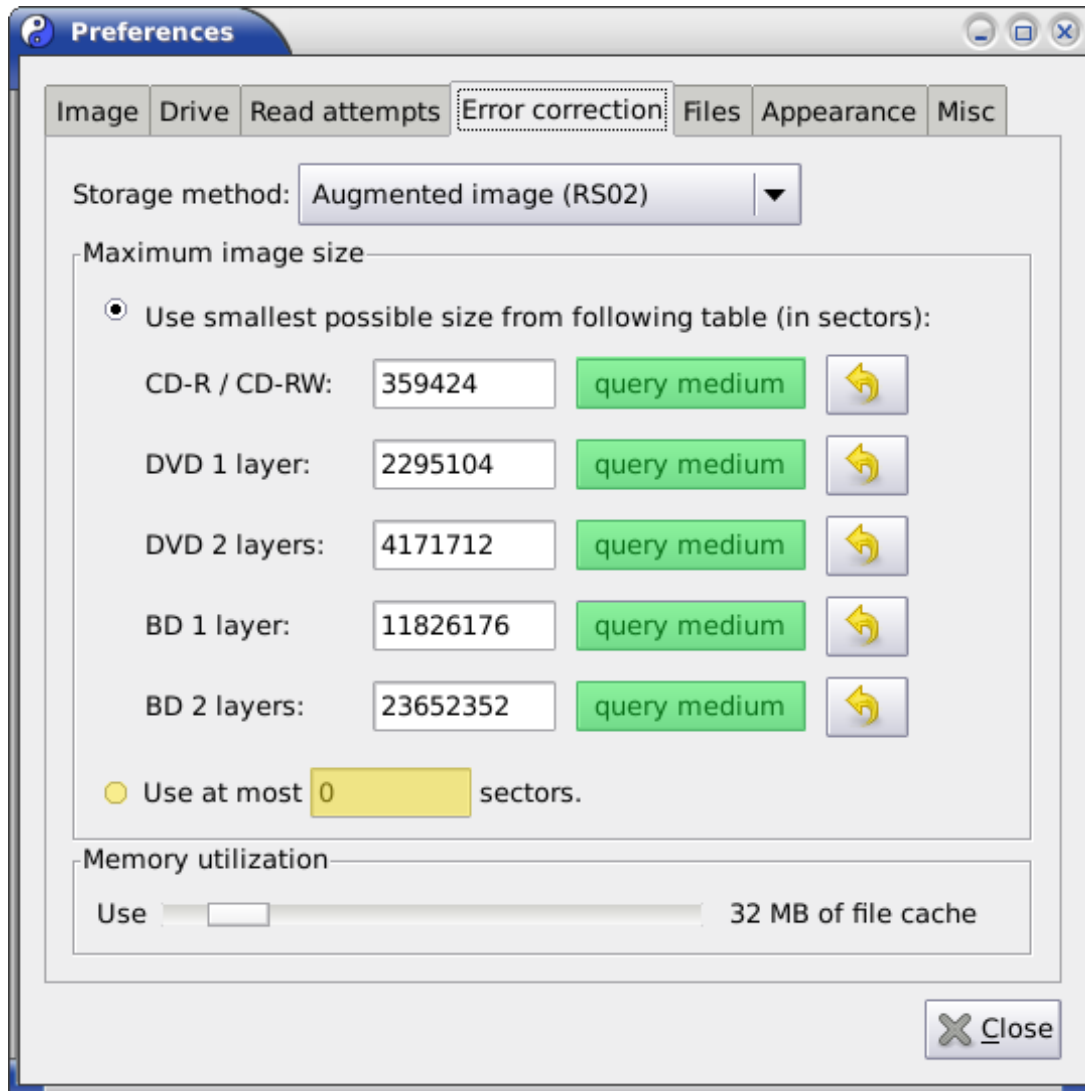 Preferences
Image Drive Read attempts Error correction Files Appearance Misc
Storage method: Augmented image (RS02)
Maximum image size
Use smallest possible size from following table (in sectors):
CD-R / CD-RW: 359424 query medium
DVD 1 layer: 2295104 query medium
DVD 2 layers: 4171712 query medium
BD 1 layer: 11826176 query medium
BD 2 layers: 23652352 query medium
Use at most 0 sectors.
Memory utilization
Use 32 MB of file cache
Close